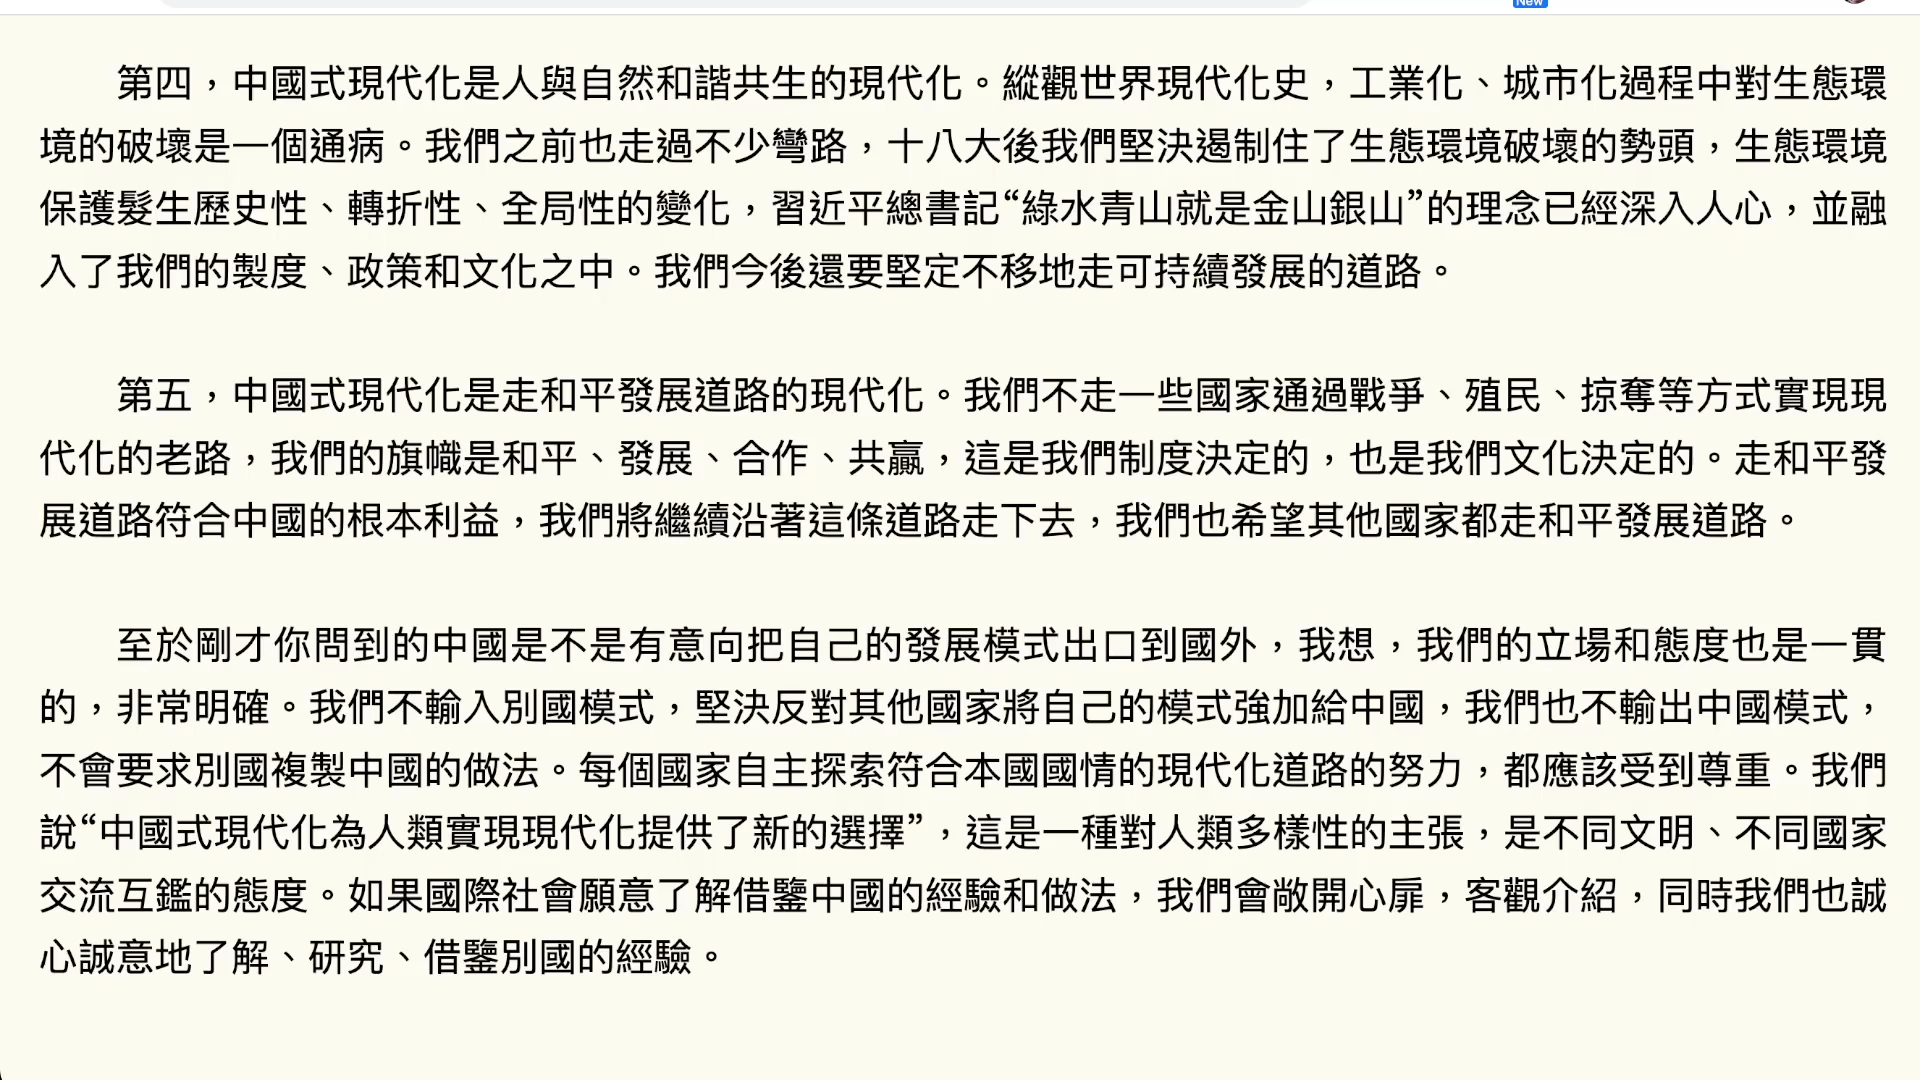 New
第四，中國式現代化是人與自然和諧共生的現代化。縱觀世界現代化史，工業化、城市化過程中對生態環
境的破壞是一個通病。我們之前也走過不少彎路，十八大後我們堅決遏制住了生態環境破壞的勢頭，生態環境
保護髮生歷史性、轉折性、全局性的變化，習近平總書記“綠水青山就是金山銀山”的理念已經深入人心，並融
入了我們的製度、政策和文化之中。我們今後還要堅定不移地走可持續發展的道路。
第五，中國式現代化是走和平發展道路的現代化。我們不走一些國家通過戰爭、殖民、掠奪等方式實現現
代化的老路，我們的旗幟是和平、發展、合作、共贏，這是我們制度決定的，也是我們文化決定的。走和平發
展道路符合中國的根本利益，我們將繼續沿著這條道路走下去，我們也希望其他國家都走和平發展道路。
至於剛才你問到的中國是不是有意向把自己的發展模式出口到國外，我想，我們的立場和態度也是一貫
的，非常明確。我們不輸入別國模式，堅決反對其他國家將自己的模式強加給中國，我們也不輸出中國模式，
不會要求別國複製中國的做法。每個國家自主探索符合本國國情的現代化道路的努力，都應該受到尊重。我們
說“中國式現代化為人類實現現代化提供了新的選擇”，這是一種對人類多樣性的主張，是不同文明、不同國家
交流互鑑的態度。如果國際社會願意了解借鑒中國的經驗和做法，我們會敞開心扉，客觀介紹，同時我們也誠
心誠意地了解、研究、借鑒別國的經驗。